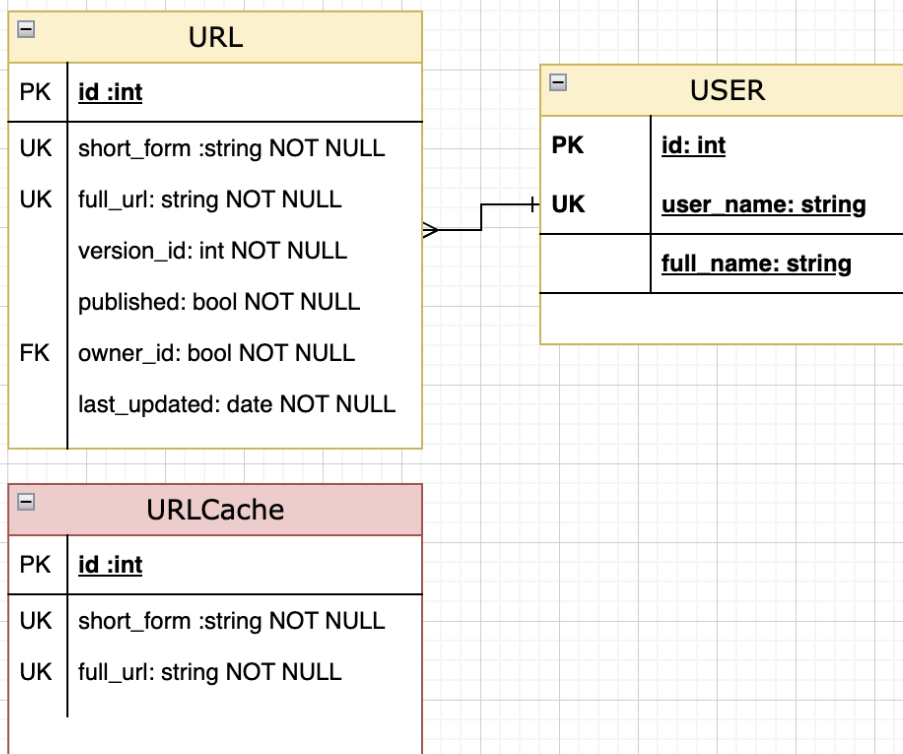 URL
PK id :int
UK short_form :string NOT NULL
UK full_url: string NOT NULL
version_id: int NOT NULL
published: bool NOT NULL
FK owner_id: bool NOT NULL
last_updated: date NOT NULL
USER
PK id: int
UK user_name: string
full_name: string
URLCache
PK id :int
UK short_form :string NOT NULL
UK full_url: string NOT NULL